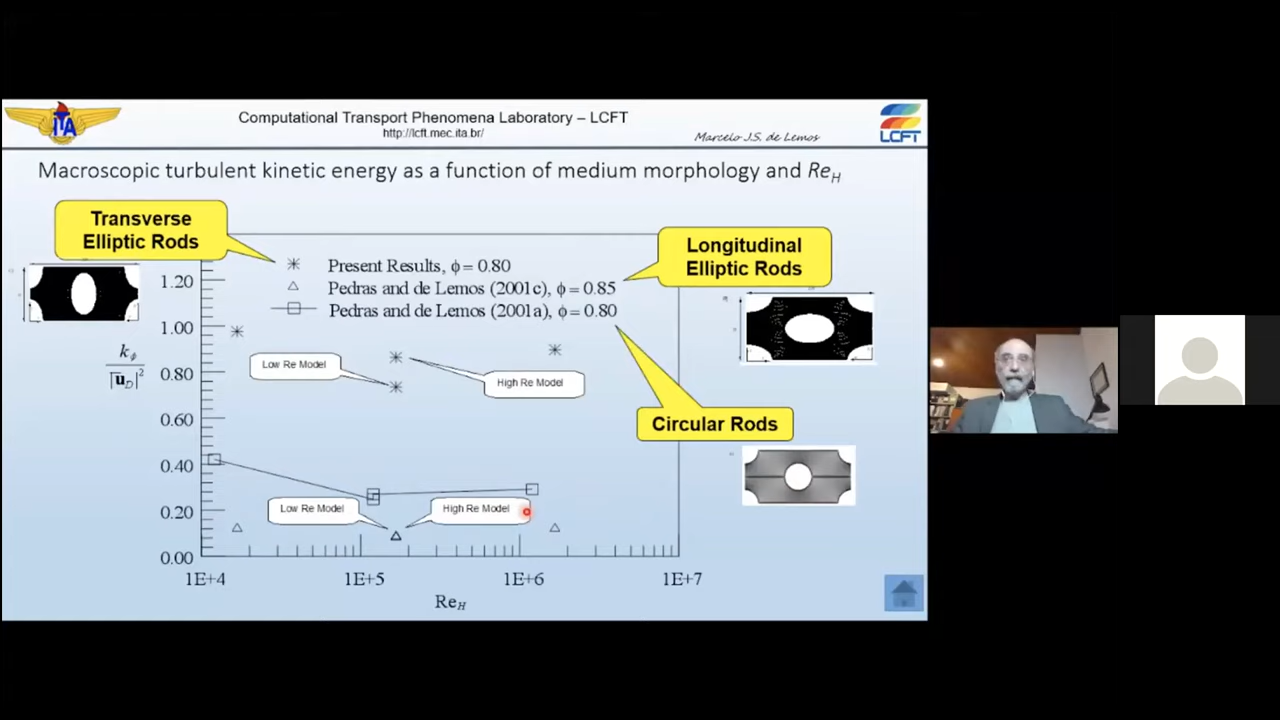 ITA
Computational Transport Phenomena Laboratory – LCFT
http://lcft.mec.ita.br/
Marcelo J.S. de Lemos
LCFT
Macroscopic turbulent kinetic energy as a function of medium morphology and Re_H
Transverse
Elliptic Rods
Longitudinal
Elliptic Rods
Present Results, ϕ = 0.80
Pedras and de Lemos (2001c), ϕ = 0.85
Pedras and de Lemos (2001a), ϕ = 0.80
1.20
1.00
0.80
0.60
0.40
0.20
0.00
k_ϕ
|ū_D|²
Low Re Model
High Re Model
Circular Rods
Low Re Model
High Re Model
1E+4
1E+5
1E+6
1E+7
Re_H